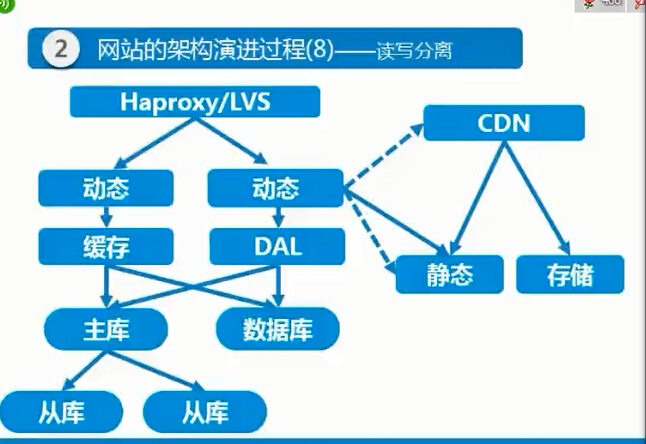 2 网站的架构演进过程(8)——读写分离
Haproxy/LVS
CDN
动态
动态
缓存
DAL
静态
存储
主库
数据库
从库
从库